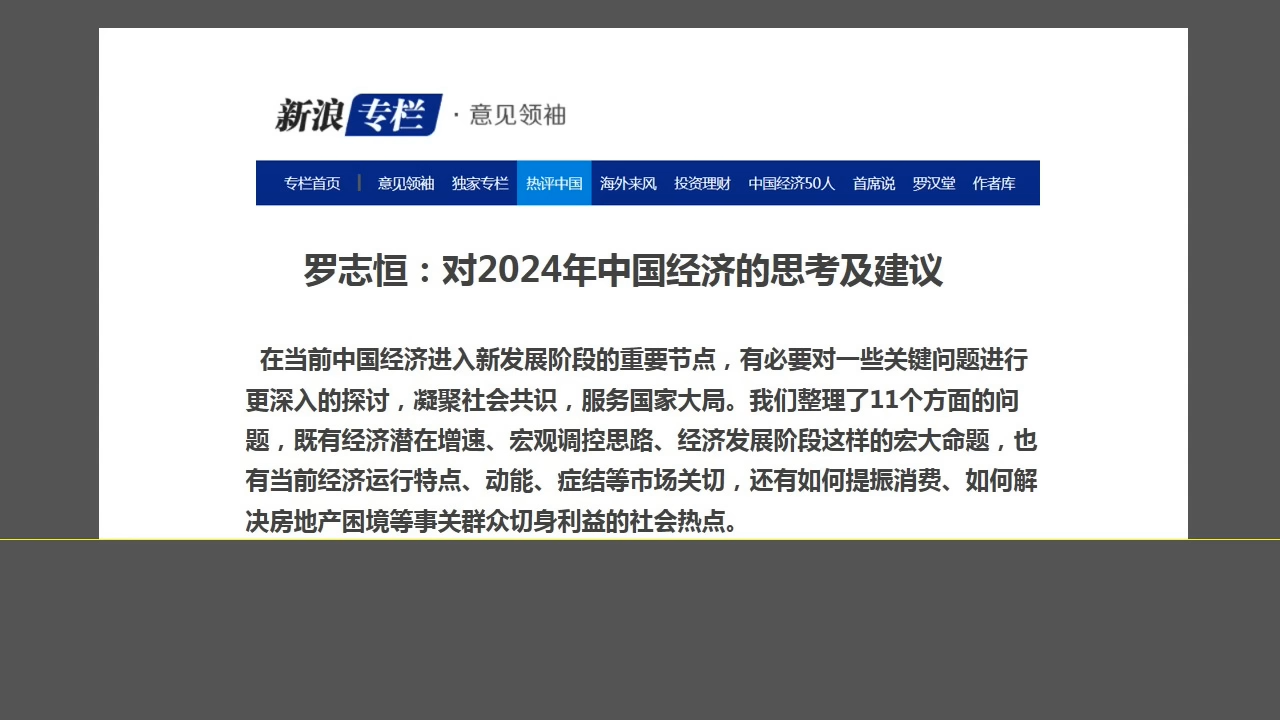 新浪专栏 · 意见领袖
专栏首页 | 意见领袖 独家专栏 热评中国 海外来风 投资理财 中国经济50人 首席说 罗汉堂 作者库
罗志恒：对2024年中国经济的思考及建议
在当前中国经济进入新发展阶段的重要节点，有必要对一些关键问题进行
更深入的探讨，凝聚社会共识，服务国家大局。我们整理了11个方面的问
题，既有经济潜在增速、宏观调控思路、经济发展阶段这样的宏大命题，也
有当前经济运行特点、动能、症结等市场关切，还有如何提振消费、如何解
决房地产困境等事关群众切身利益的社会热点。